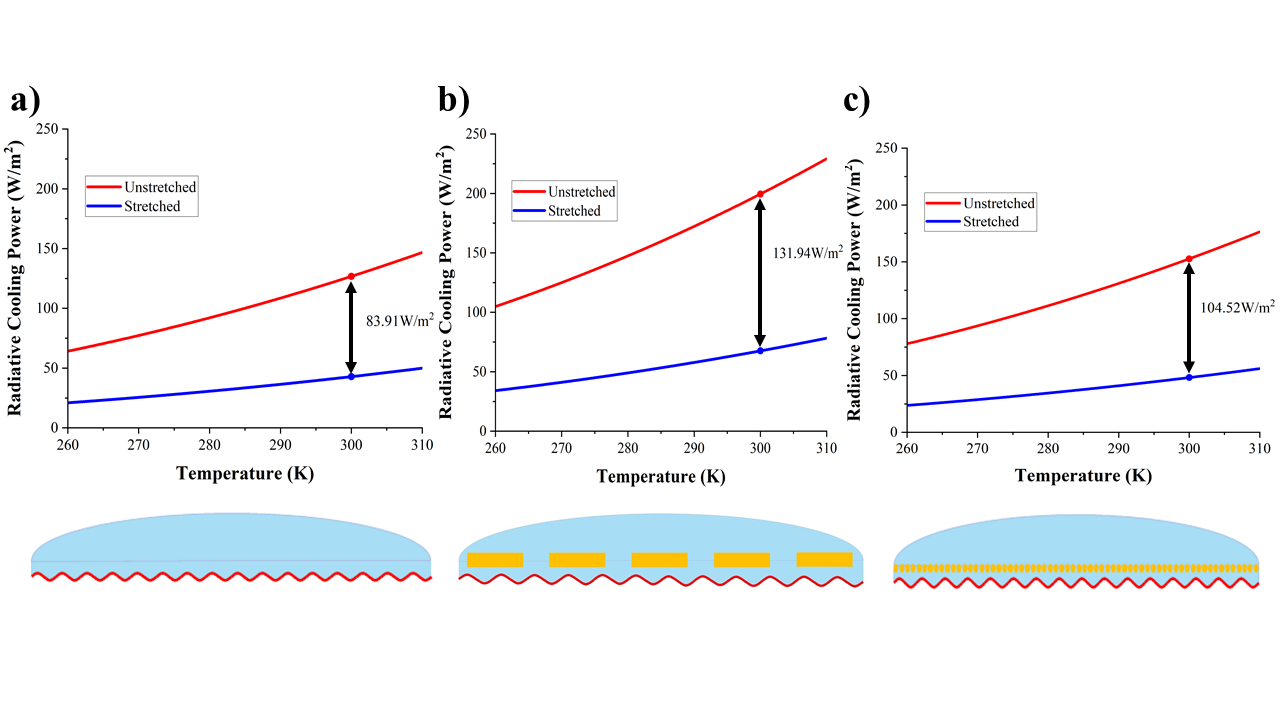 a)
Radiative Cooling Power (W/m²)
250
200
150
100
50
0
Unstretched
Stretched
83.91W/m²
260 270 280 290 300 310
Temperature (K)
b)
Radiative Cooling Power (W/m²)
250
200
150
100
50
0
Unstretched
Stretched
131.94W/m²
260 270 280 290 300 310
Temperature (K)
c)
Radiative Cooling Power (W/m²)
250
200
150
100
50
0
Unstretched
Stretched
104.52W/m²
260 270 280 290 300 310
Temperature (K)